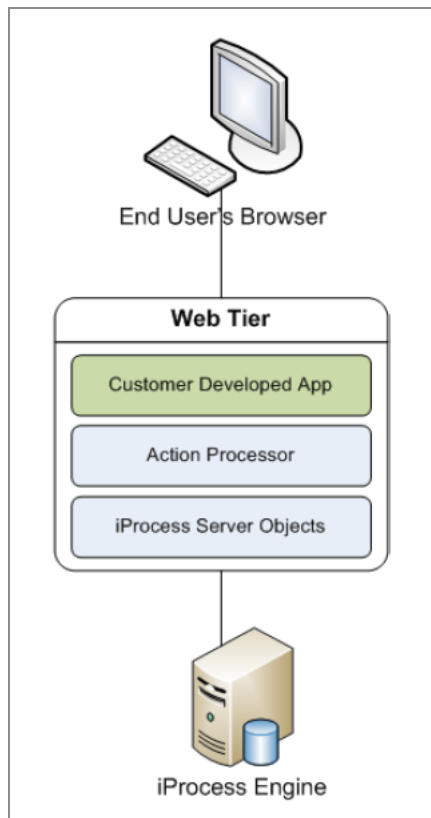 End User's Browser
Web Tier
Customer Developed App
Action Processor
iProcess Server Objects
iProcess Engine